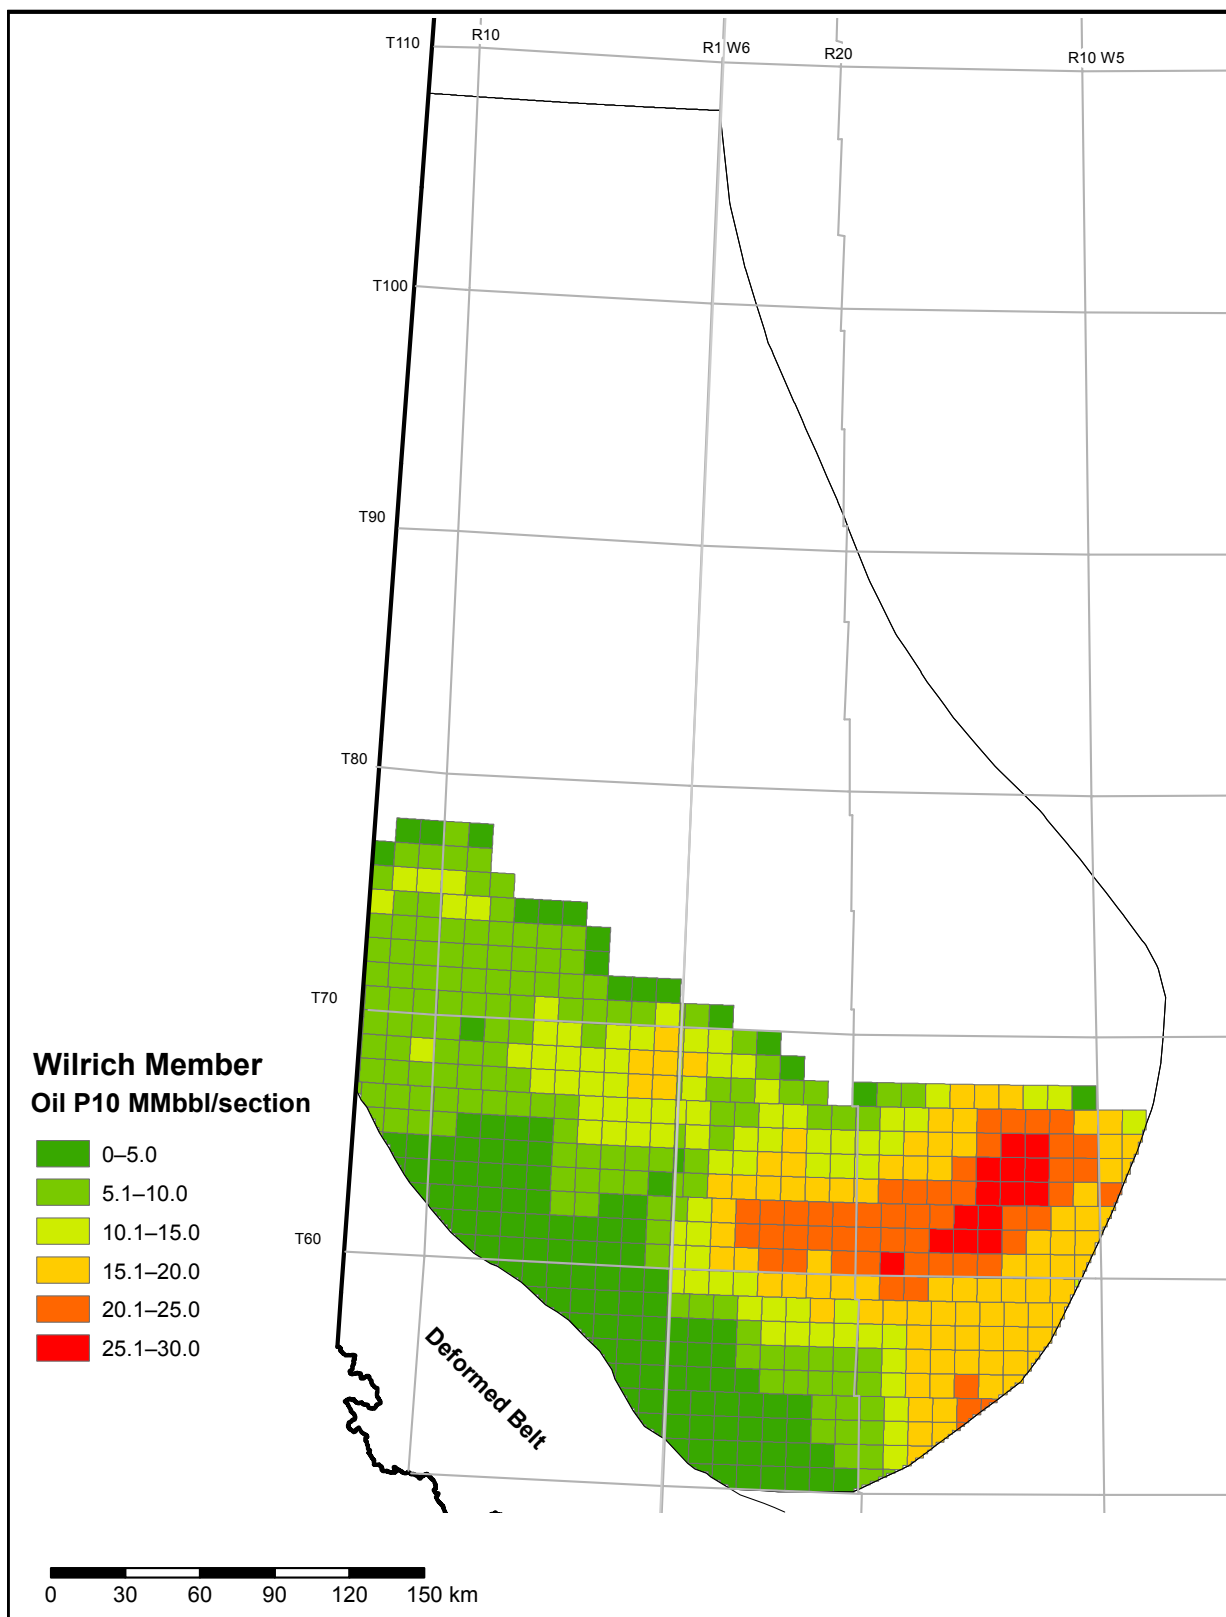 T110
R10
R1 W6
R20
R10 W5
T100
T90
T80
T70
Wilrich Member
Oil P10 MMbbl/section
0–5.0
5.1–10.0
10.1–15.0
15.1–20.0
20.1–25.0
25.1–30.0
T60
Deformed Belt
0 30 60 90 120 150 km